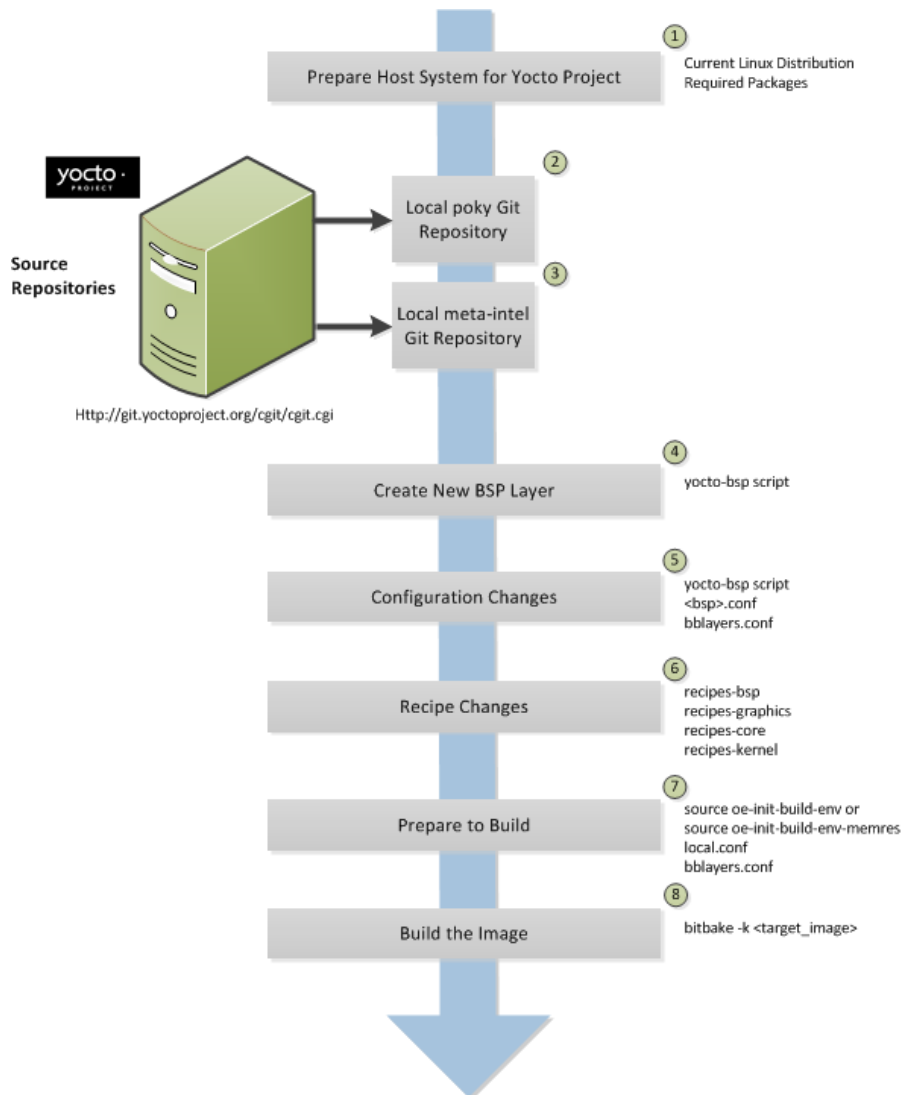 1
Prepare Host System for Yocto Project
Current Linux Distribution
Required Packages
yocto ·
PROJECT
Source
Repositories
Http://git.yoctoproject.org/cgit/cgit.cgi
2
Local poky Git
Repository
3
Local meta-intel
Git Repository
4
Create New BSP Layer
yocto-bsp script
5
Configuration Changes
yocto-bsp script
<bsp>.conf
bblayers.conf
6
Recipe Changes
recipes-bsp
recipes-graphics
recipes-core
recipes-kernel
7
Prepare to Build
source oe-init-build-env or
source oe-init-build-env-memres
local.conf
bblayers.conf
8
Build the Image
bitbake -k <target_image>